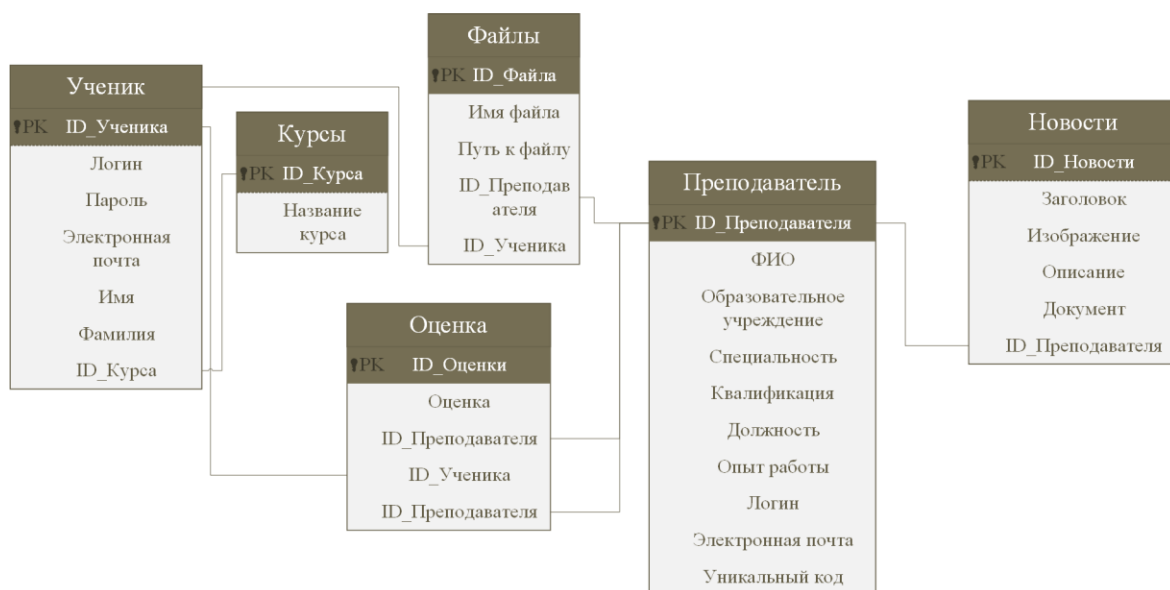 Ученик
PK ID_Ученика
Логин
Пароль
Электронная
почта
Имя
Фамилия
ID_Курса
Курсы
PK ID_Курса
Название
курса
Файлы
PK ID_Файла
Имя файла
Путь к файлу
ID_Преподав
ателя
ID_Ученика
Оценка
PK ID_Оценки
Оценка
ID_Преподавателя
ID_Ученика
ID_Преподавателя
Преподаватель
PK ID_Преподавателя
ФИО
Образовательное
учреждение
Специальность
Квалификация
Должность
Опыт работы
Логин
Электронная почта
Уникальный код
Новости
PK ID_Новости
Заголовок
Изображение
Описание
Документ
ID_Преподавателя